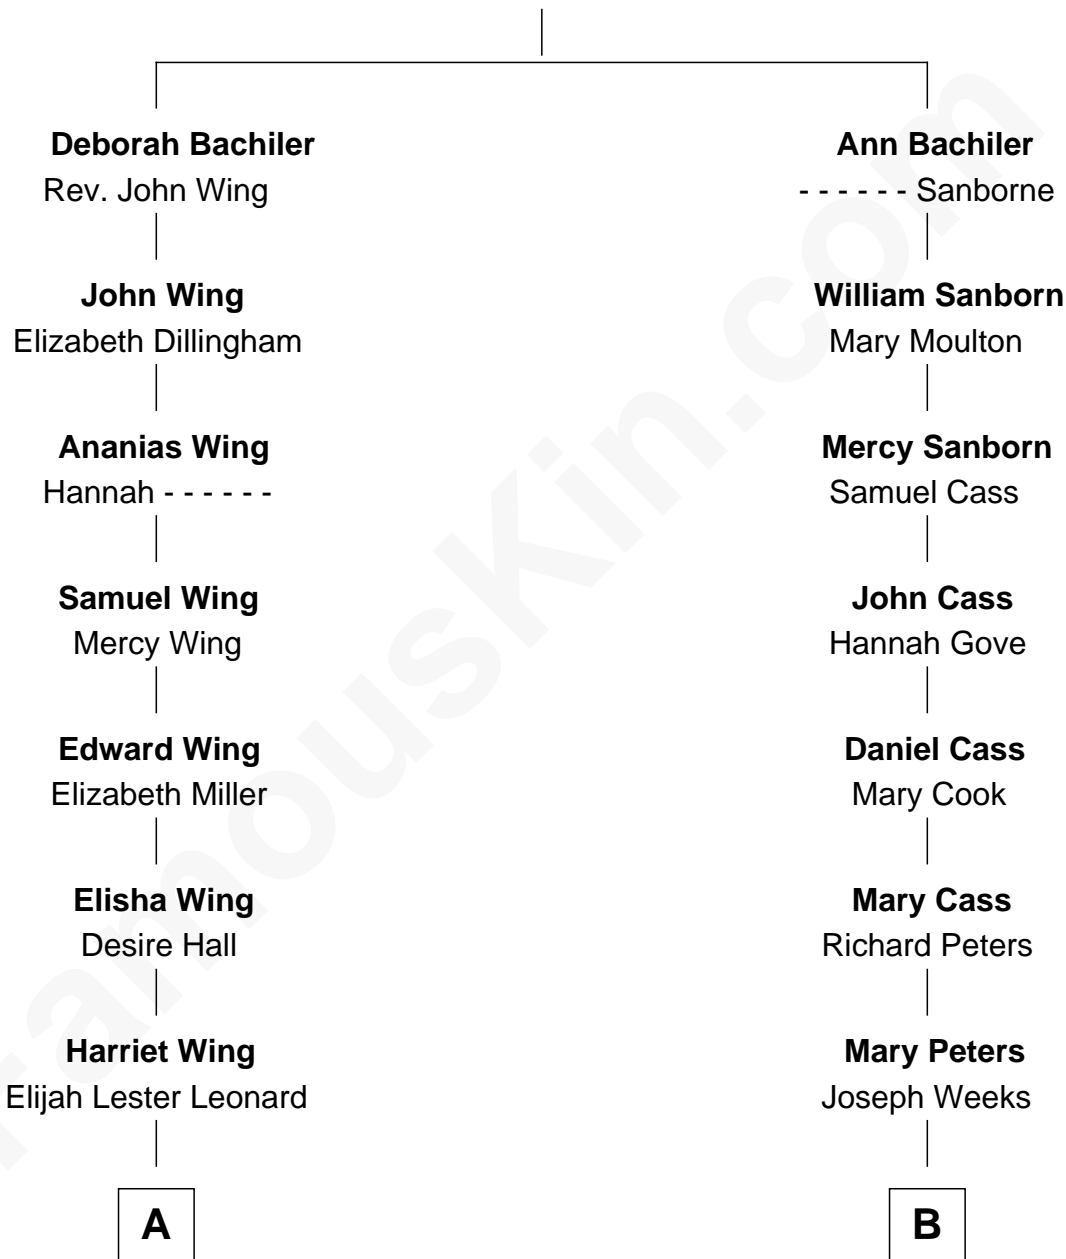 Deborah Bachiler
Rev. John Wing
John Wing
Elizabeth Dillingham
Ananias Wing
Hannah - - - - - -
Samuel Wing
Mercy Wing
Edward Wing
Elizabeth Miller
Elisha Wing
Desire Hall
Harriet Wing
Elijah Lester Leonard
A
Ann Bachiler
- - - - - - Sanborne
William Sanborn
Mary Moulton
Mercy Sanborn
Samuel Cass
John Cass
Hannah Gove
Daniel Cass
Mary Cook
Mary Cass
Richard Peters
Mary Peters
Joseph Weeks
B
FamousKin.com